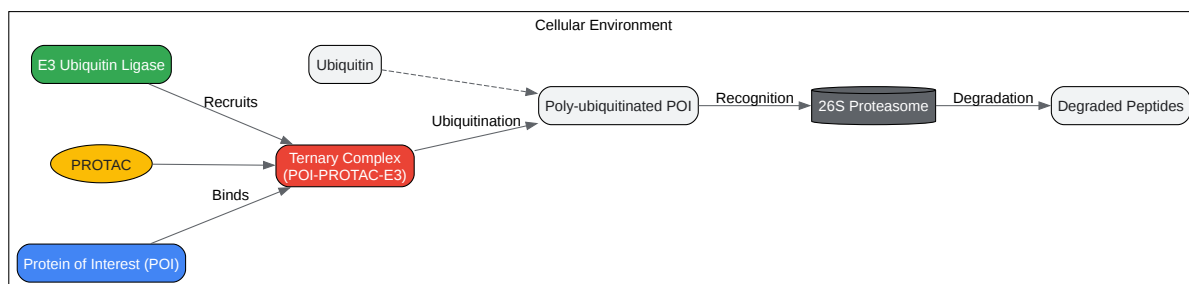 Cellular Environment
E3 Ubiquitin Ligase
Ubiquitin
Recruits
Poly-ubiquitinated POI
Recognition
26S Proteasome
Degradation
Degraded Peptides
Ubiquitination
PROTAC
Ternary Complex
(POI-PROTAC-E3)
Binds
Protein of Interest (POI)